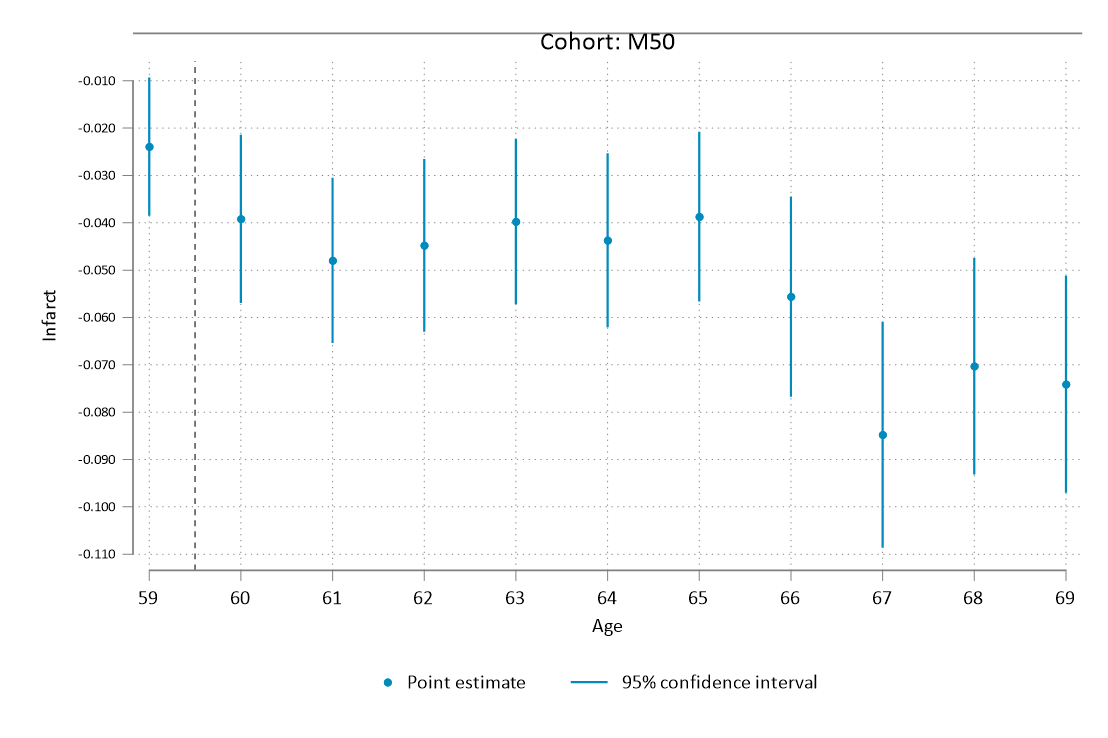 Cohort: M50
-0.010
-0.020
-0.030
-0.040
-0.050
-0.060
-0.070
-0.080
-0.090
-0.100
-0.110
Infarct
59 60 61 62 63 64 65 66 67 68 69
Age
Point estimate 95% confidence interval